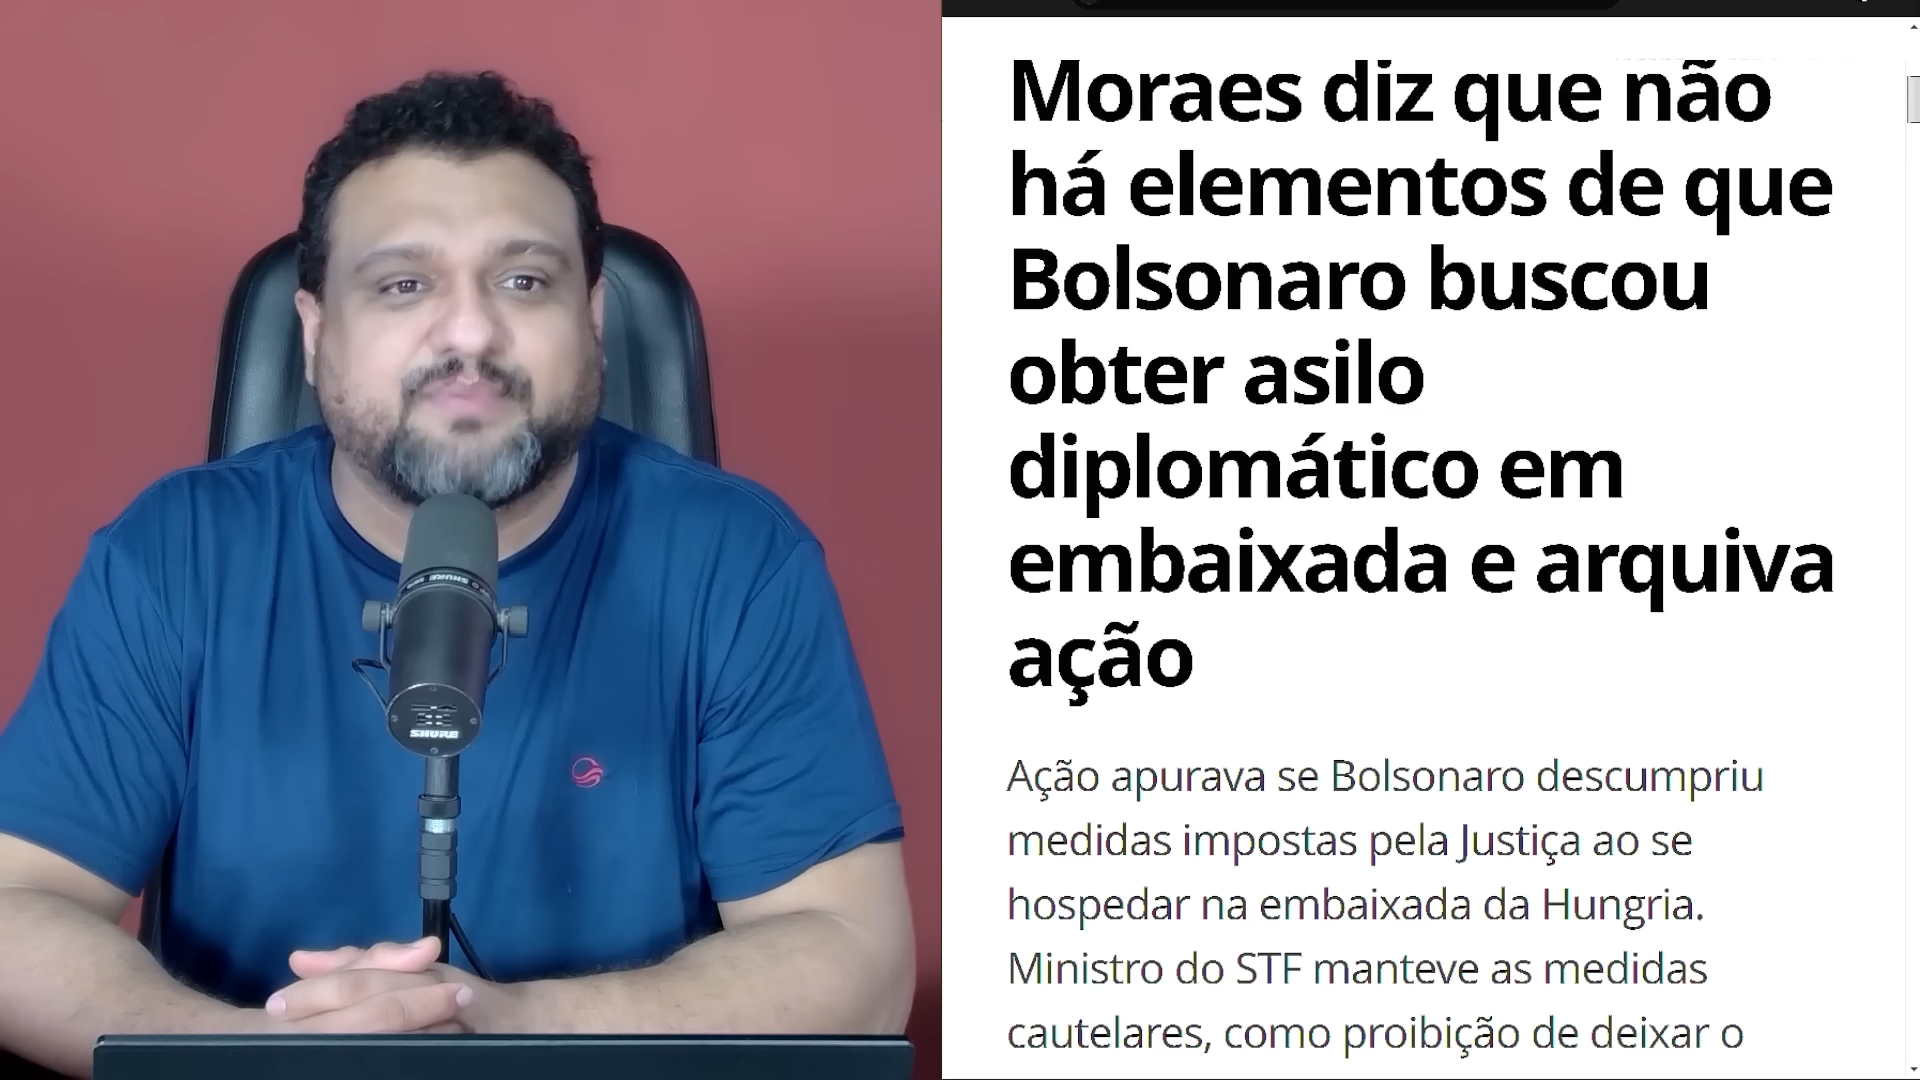 Moraes diz que não
há elementos de que
Bolsonaro buscou
obter asilo
diplomático em
embaixada e arquiva
ação
Ação apurava se Bolsonaro descumpriu
medidas impostas pela Justiça ao se
hospedar na embaixada da Hungria.
Ministro do STF manteve as medidas
cautelares, como proibição de deixar o
SHURE
SHURE